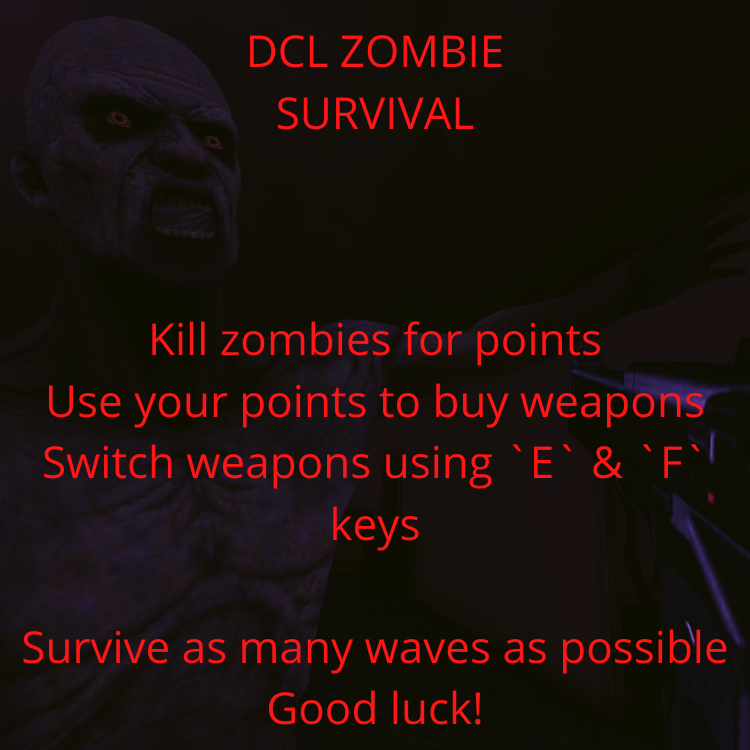 DCL ZOMBIE
SURVIVAL
Kill zombies for points
Use your points to buy weapons
Switch weapons using `E` & `F`
keys
Survive as many waves as possible
Good luck!